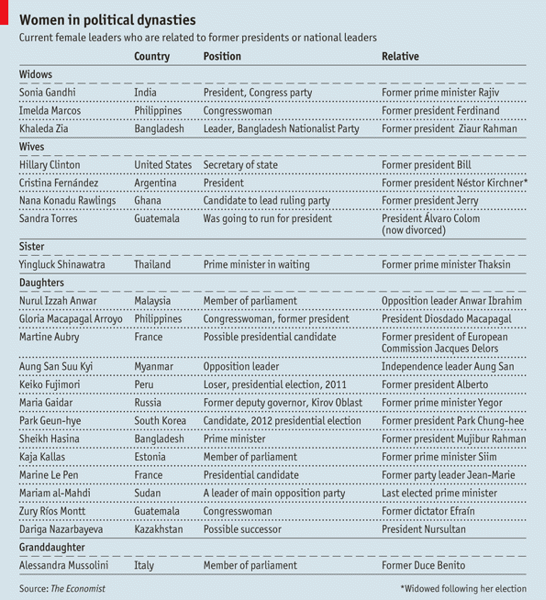 Women in political dynasties
Current female leaders who are related to former presidents or national leaders
Country Position Relative
Widows
Sonia Gandhi India President, Congress party Former prime minister Rajiv
Imelda Marcos Philippines Congresswoman Former president Ferdinand
Khaleda Zia Bangladesh Leader, Bangladesh Nationalist Party Former president Ziaur Rahman
Wives
Hillary Clinton United States Secretary of state Former president Bill
Cristina Fernández Argentina President Former president Néstor Kirchner*
Nana Konadu Rawlings Ghana Candidate to lead ruling party Former president Jerry
Sandra Torres Guatemala Was going to run for president President Álvaro Colom
(now divorced)
Sister
Yingluck Shinawatra Thailand Prime minister in waiting Former prime minister Thaksin
Daughters
Nurul Izzah Anwar Malaysia Member of parliament Opposition leader Anwar Ibrahim
Gloria Macapagal Arroyo Philippines Congresswoman, former president President Diosdado Macapagal
Martine Aubry France Possible presidential candidate Former president of European
Commission Jacques Delors
Aung San Suu Kyi Myanmar Opposition leader Independence leader Aung San
Keiko Fujimori Peru Loser, presidential election, 2011 Former president Alberto
Maria Gaidar Russia Former deputy governor, Kirov Oblast Former prime minister Yegor
Park Geun-hye South Korea Candidate, 2012 presidential election Former president Park Chung-hee
Sheikh Hasina Bangladesh Prime minister Former president Mujibur Rahman
Kaja Kallas Estonia Member of parliament Former prime minister Siim
Marine Le Pen France Presidential candidate Former party leader Jean-Marie
Mariam al-Mahdi Sudan A leader of main opposition party Last elected prime minister
Zury Ríos Montt Guatemala Congresswoman Former dictator Efraín
Dariga Nazarbayeva Kazakhstan Possible successor President Nursultan
Granddaughter
Alessandra Mussolini Italy Member of parliament Former Duce Benito
Source: The Economist *Widowed following her election